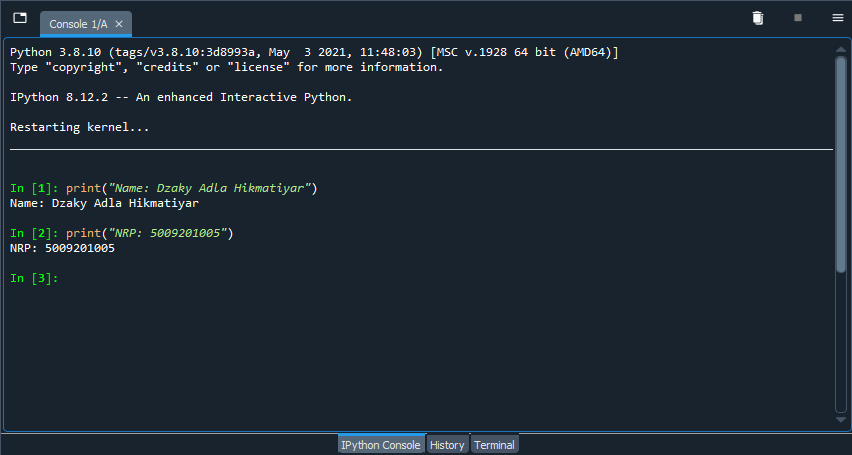 Console 1/A
Python 3.8.10 (tags/v3.8.10:3d8993a, May  3 2021, 11:48:03) [MSC v.1928 64 bit (AMD64)]
Type "copyright", "credits" or "license" for more information.
IPython 8.12.2 -- An enhanced Interactive Python.
Restarting kernel...
In [1]: print("Name: Dzaky Adla Hikmatiyar")
Name: Dzaky Adla Hikmatiyar
In [2]: print("NRP: 5009201005")
NRP: 5009201005
In [3]:
IPython Console History Terminal